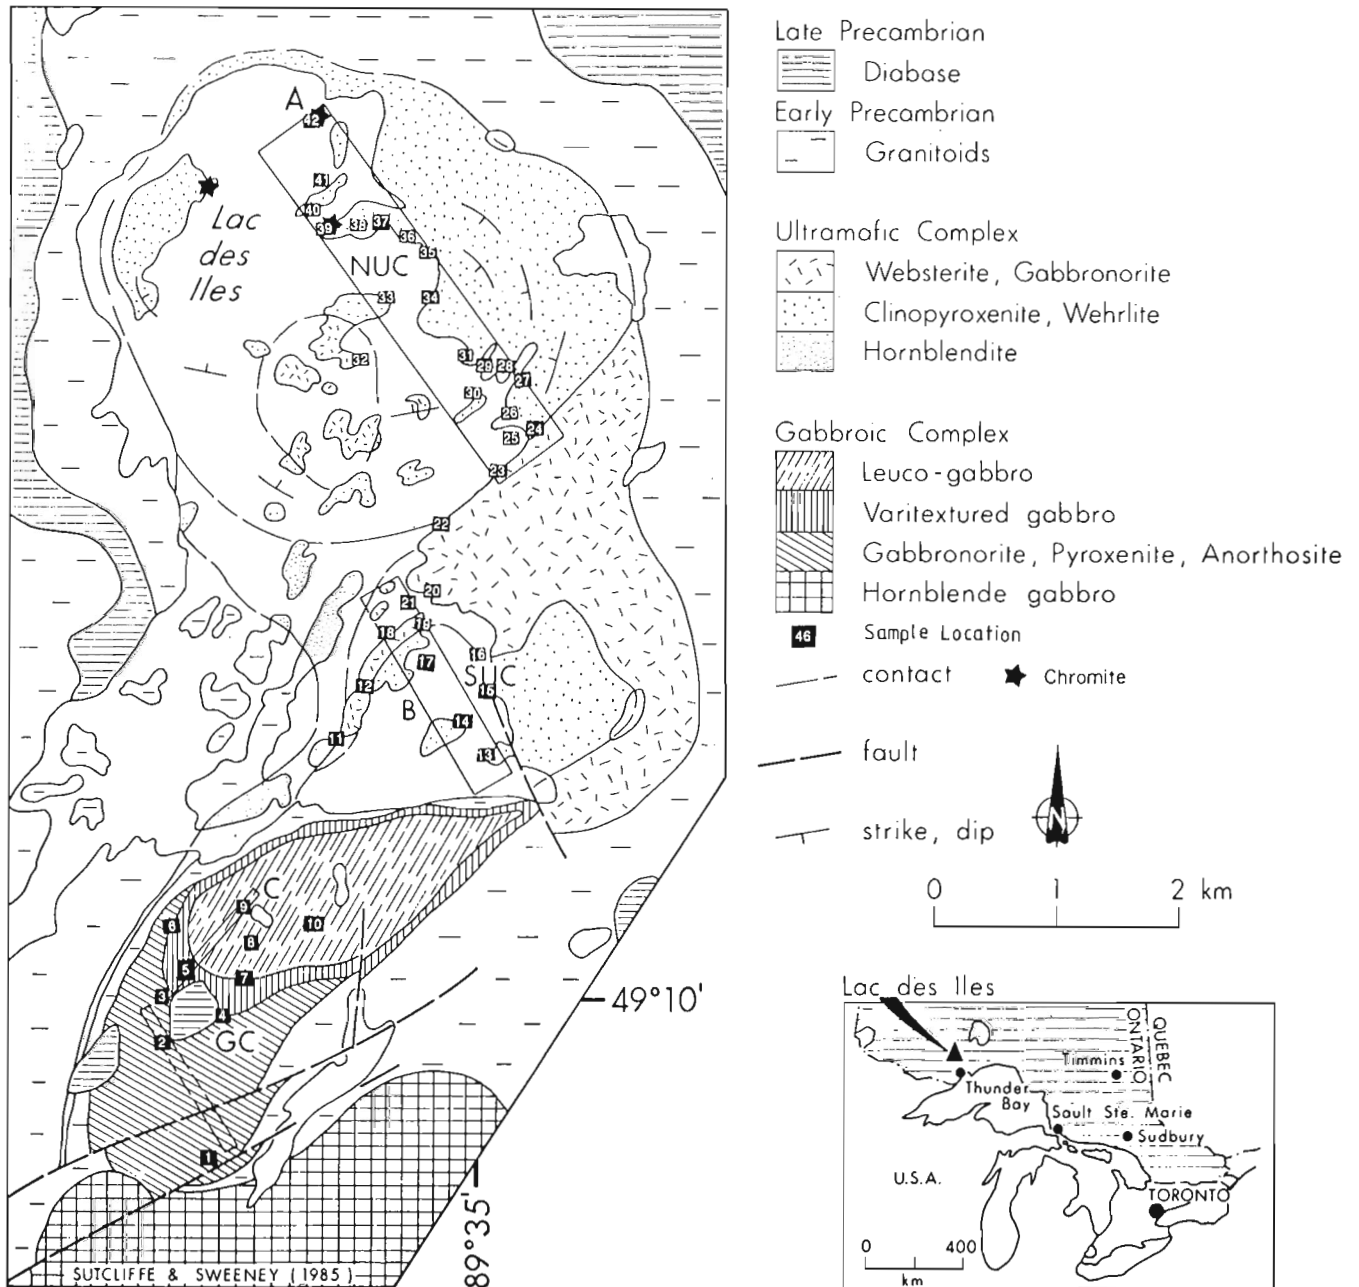 Late Precambrian
Diabase
Early Precambrian
Granitoids
Ultramafic Complex
Websterite, Gabbronorite
Clinopyroxenite, Wehrlite
Hornblendite
Gabbroic Complex
Leuco-gabbro
Varitextured gabbro
Gabbronorite, Pyroxenite, Anorthosite
Hornblende gabbro
46 Sample Location
contact
Chromite
fault
strike, dip
N
0 1 2 km
A
42
41
40
39
38
37
36
35
Lac
des
Iles
NUC
33
34
32
31
29
28
27
30
26
24
25
23
22
20
21
19
18
17
16
SUC
15
12
B
14
11
13
C
9
6
10
8
5
7
3
4
2
GC
1
49°10'
89°35'
SUTCLIFFE & SWEENEY (1985)
Lac des Iles
ONTARIO
QUEBEC
Timmins
Thunder
Bay
Sault Ste. Marie
Sudbury
U.S.A.
TORONTO
0 400
km